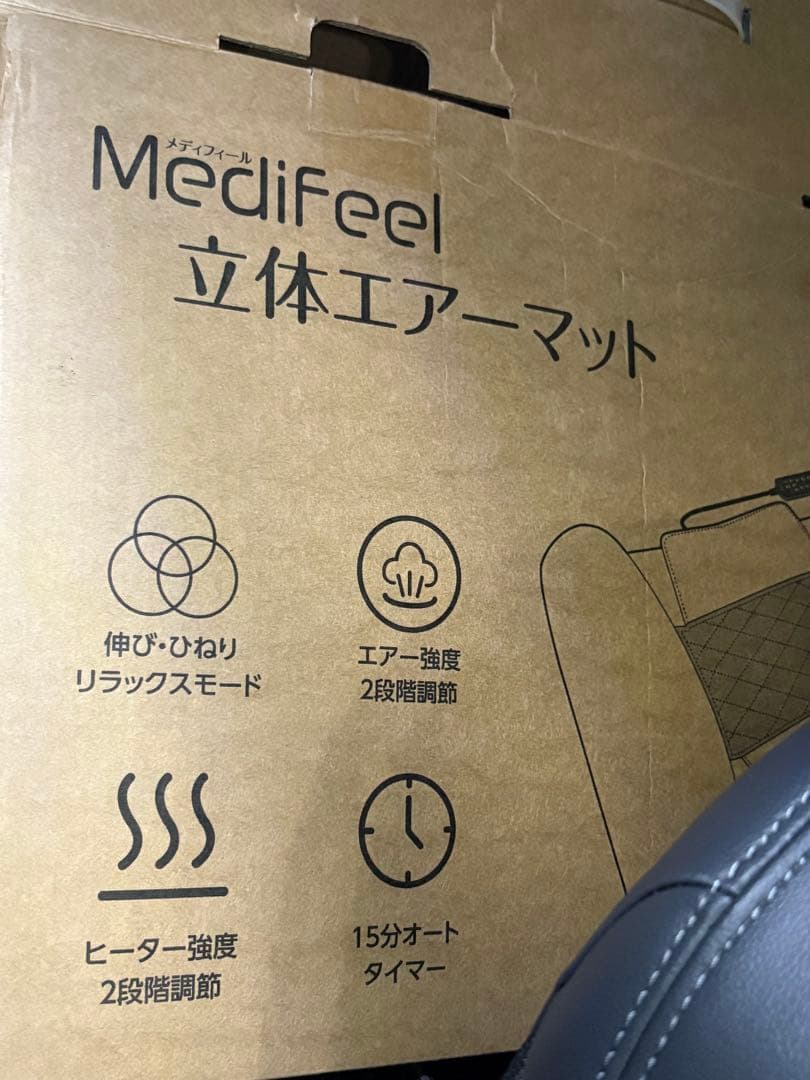 メディフィール
MediFeel
立体エアーマット
伸び・ひねり
リラックスモード
エアー強度
2段階調節
ヒーター強度
2段階調節
15分オート
タイマー